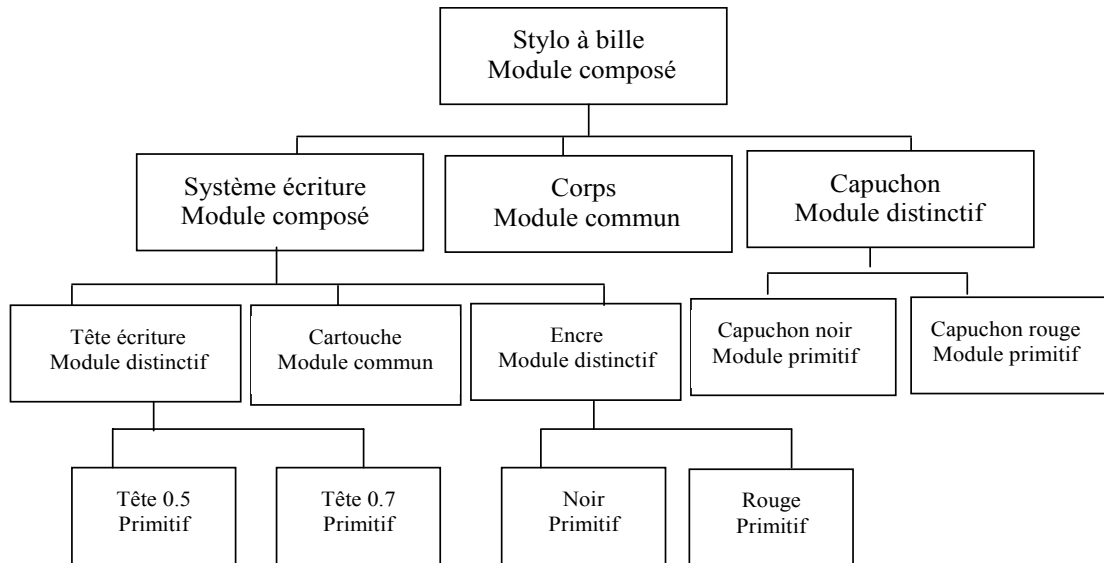 Stylo à bille
Module composé
Système écriture
Module composé
Corps
Module commun
Capuchon
Module distinctif
Tête écriture
Module distinctif
Cartouche
Module commun
Encre
Module distinctif
Capuchon noir
Module primitif
Capuchon rouge
Module primitif
Tête 0.5
Primitif
Tête 0.7
Primitif
Noir
Primitif
Rouge
Primitif